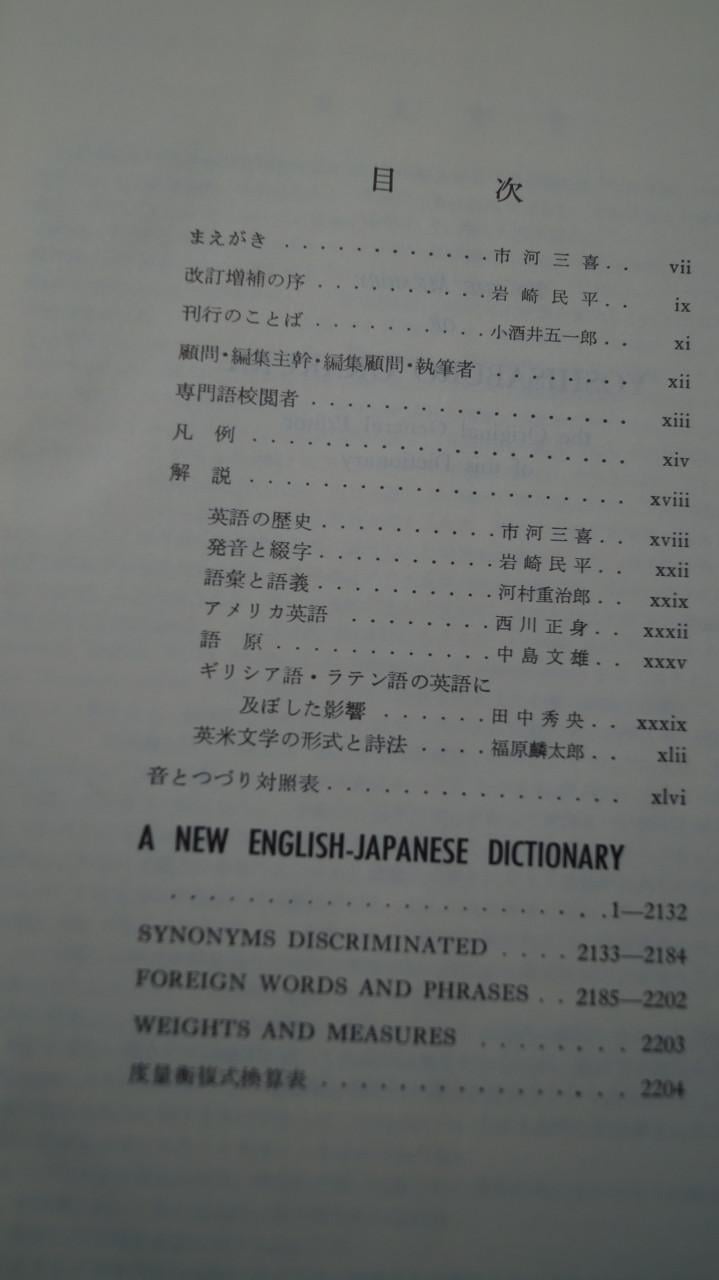 目 次
まえがき . . . . . . . . . . . . 市河三喜 . . vii
改訂増補の序 . . . . . . . . . . 岩崎民平 . . ix
刊行のことば . . . . . . . . . . 小酒井五一郎 . . xi
顧問・編集主幹・編集顧問・執筆者 . . . . . . . . xii
専門語校閲者 . . . . . . . . . . . . . . . . . . xiii
凡 例 . . . . . . . . . . . . . . . . . . . . . xiv
解 説 . . . . . . . . . . . . . . . . . . . . . xviii
英語の歴史 . . . . . . . . . . 市河三喜 . . xviii
発音と綴字 . . . . . . . . . . 岩崎民平 . . xxii
語彙と語義 . . . . . . . . . . 河村重治郎 . . xxix
アメリカ英語 . . . . . . . . 西川正身 . . xxxii
語 原 . . . . . . . . . . . . 中島文雄 . . xxxv
ギリシア語・ラテン語の英語に
及ぼした影響 . . . . . . 田中秀央 . . xxxix
英米文学の形式と詩法 . . . . 福原麟太郎 . . xlii
音とつづり対照表 . . . . . . . . . . . . . . . . . xlvi
A NEW ENGLISH-JAPANESE DICTIONARY
. . . . . . . . . . . . . . . . . . . . . . . . 1—2132
SYNONYMS DISCRIMINATED . . . . 2133—2184
FOREIGN WORDS AND PHRASES . . 2185—2202
WEIGHTS AND MEASURES . . . . . . . . 2203
度量衡復式換算表 . . . . . . . . . . . . . . . . . 2204